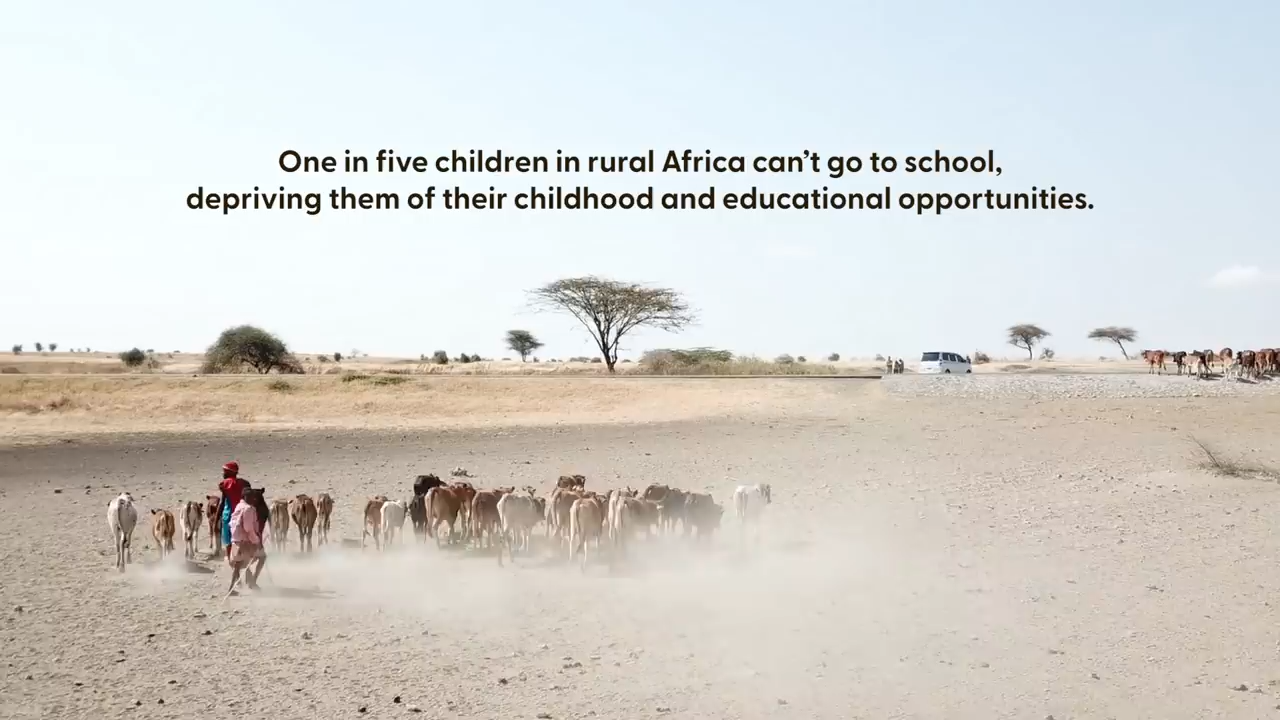 One in five children in rural Africa can’t go to school,
depriving them of their childhood and educational opportunities.